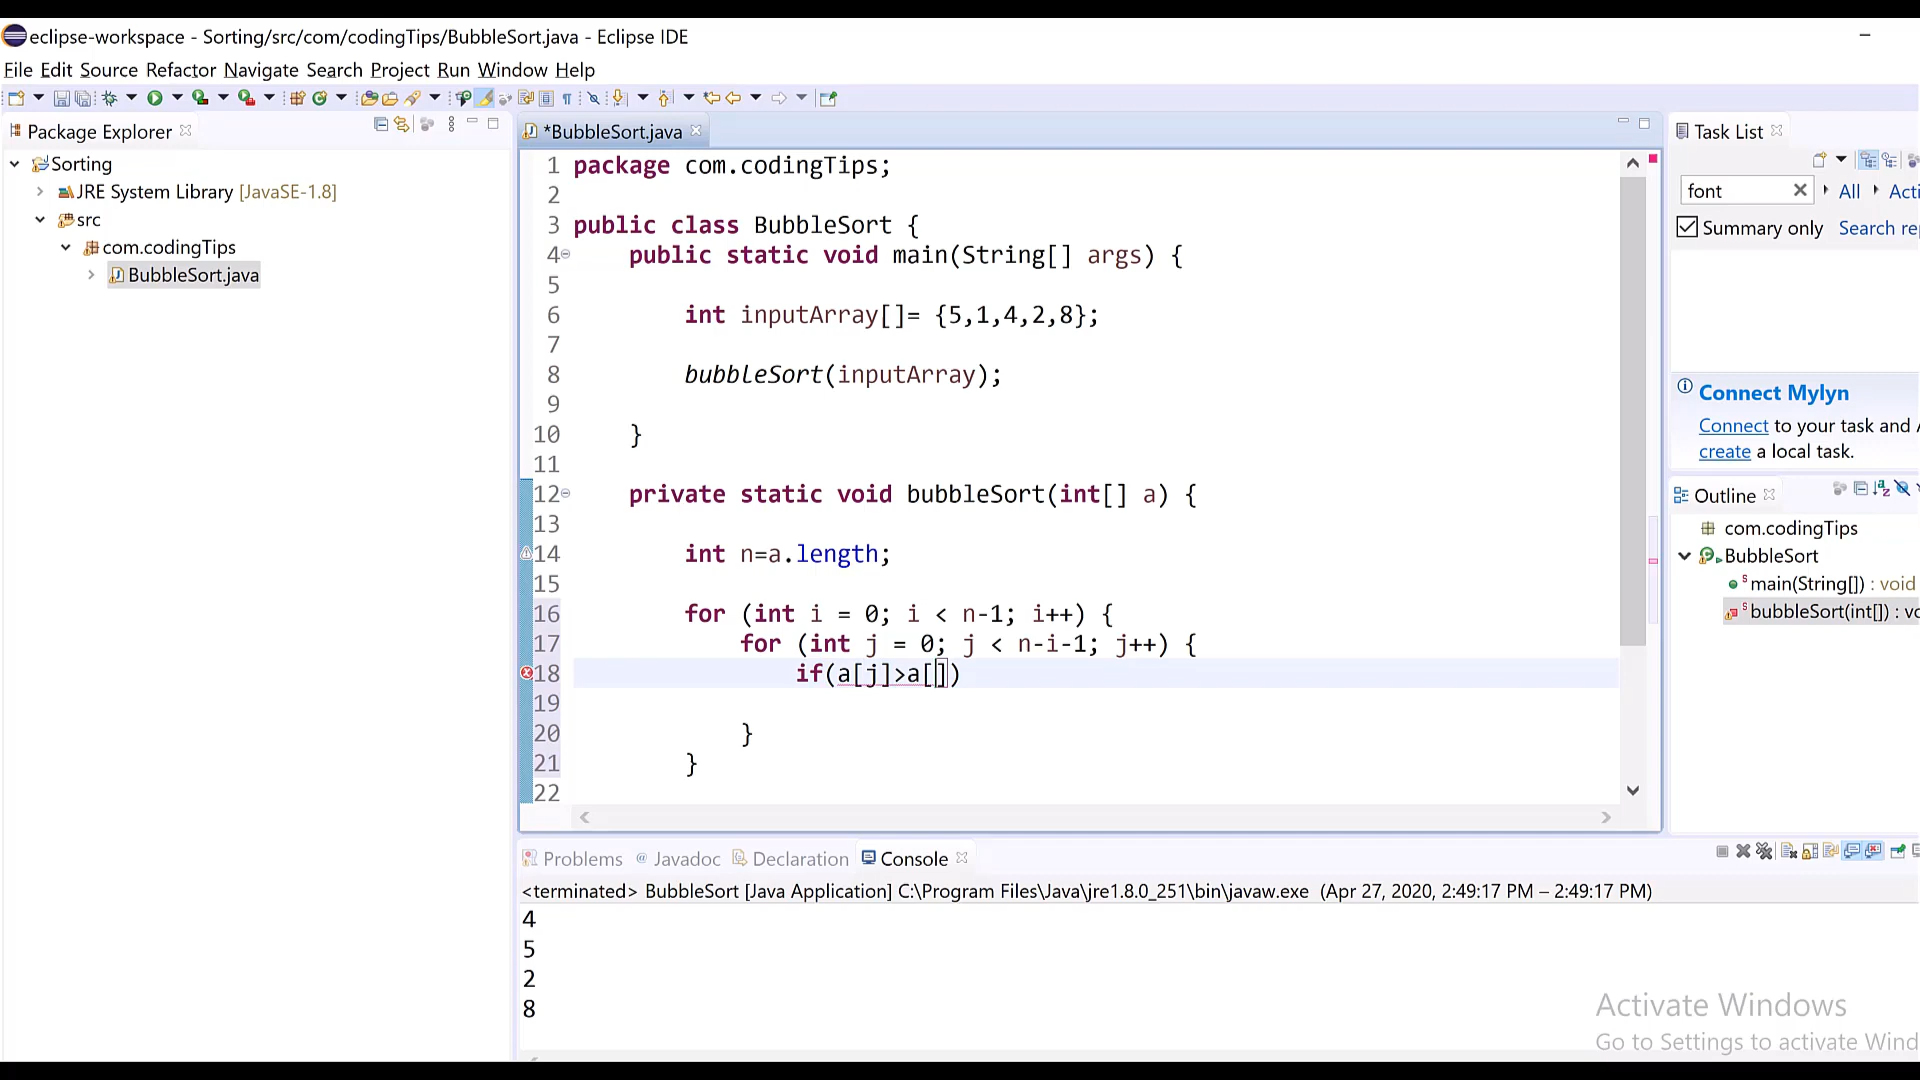 eclipse-workspace - Sorting/src/com/codingTips/BubbleSort.java - Eclipse IDE
File Edit Source Refactor Navigate Search Project Run Window Help
Package Explorer
Sorting
JRE System Library [JavaSE-1.8]
src
com.codingTips
BubbleSort.java
*BubbleSort.java
1 package com.codingTips;
2
3 public class BubbleSort {
4 public static void main(String[] args) {
5
6 int inputArray[]= {5,1,4,2,8};
7
8 bubbleSort(inputArray);
9
10 }
11
12 private static void bubbleSort(int[] a) {
13
14 int n=a.length;
15
16 for (int i = 0; i < n-1; i++) {
17 for (int j = 0; j < n-i-1; j++) {
18 if(a[j]>a[])
19
20 }
21 }
22
Task List
font All Acti
Summary only Search re
Connect Mylyn
Connect to your task and A
create a local task.
Outline
com.codingTips
BubbleSort
main(String[]) : void
bubbleSort(int[]) : vo
Problems Javadoc Declaration Console
<terminated> BubbleSort [Java Application] C:\Program Files\Java\jre1.8.0_251\bin\javaw.exe (Apr 27, 2020, 2:49:17 PM – 2:49:17 PM)
4
5
2
8
Activate Windows
Go to Settings to activate Wind